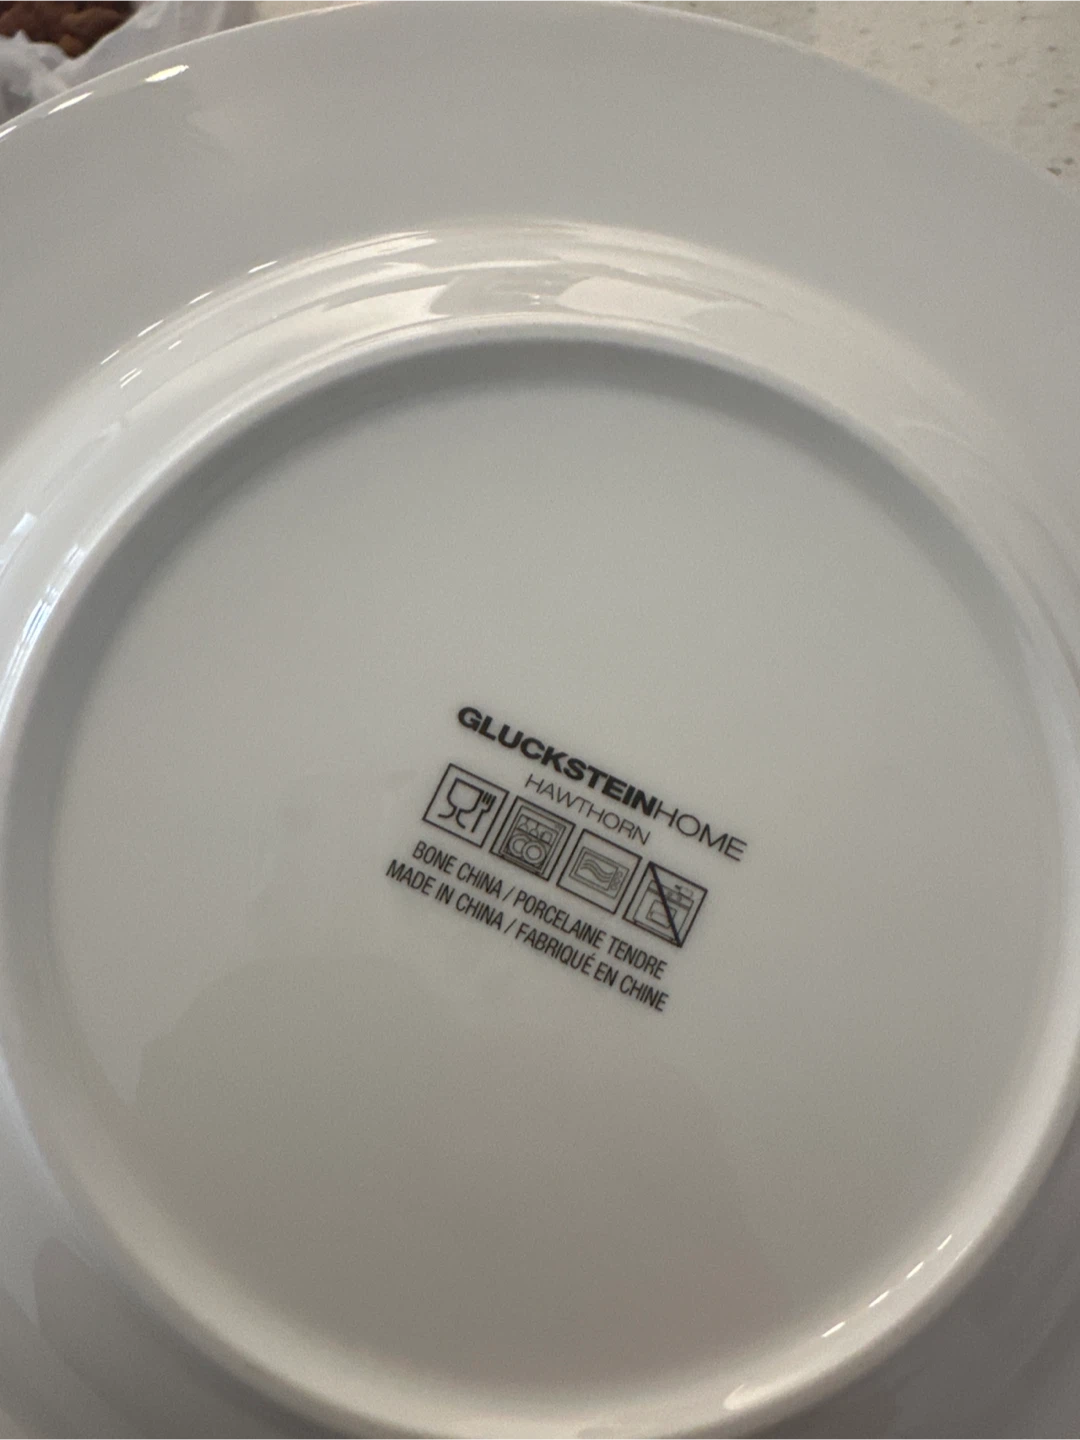 GLUCKSTEINHOME
HAWTHORN
BONE CHINA / PORCELAINE TENDRE
MADE IN CHINA / FABRIQUÉ EN CHINE